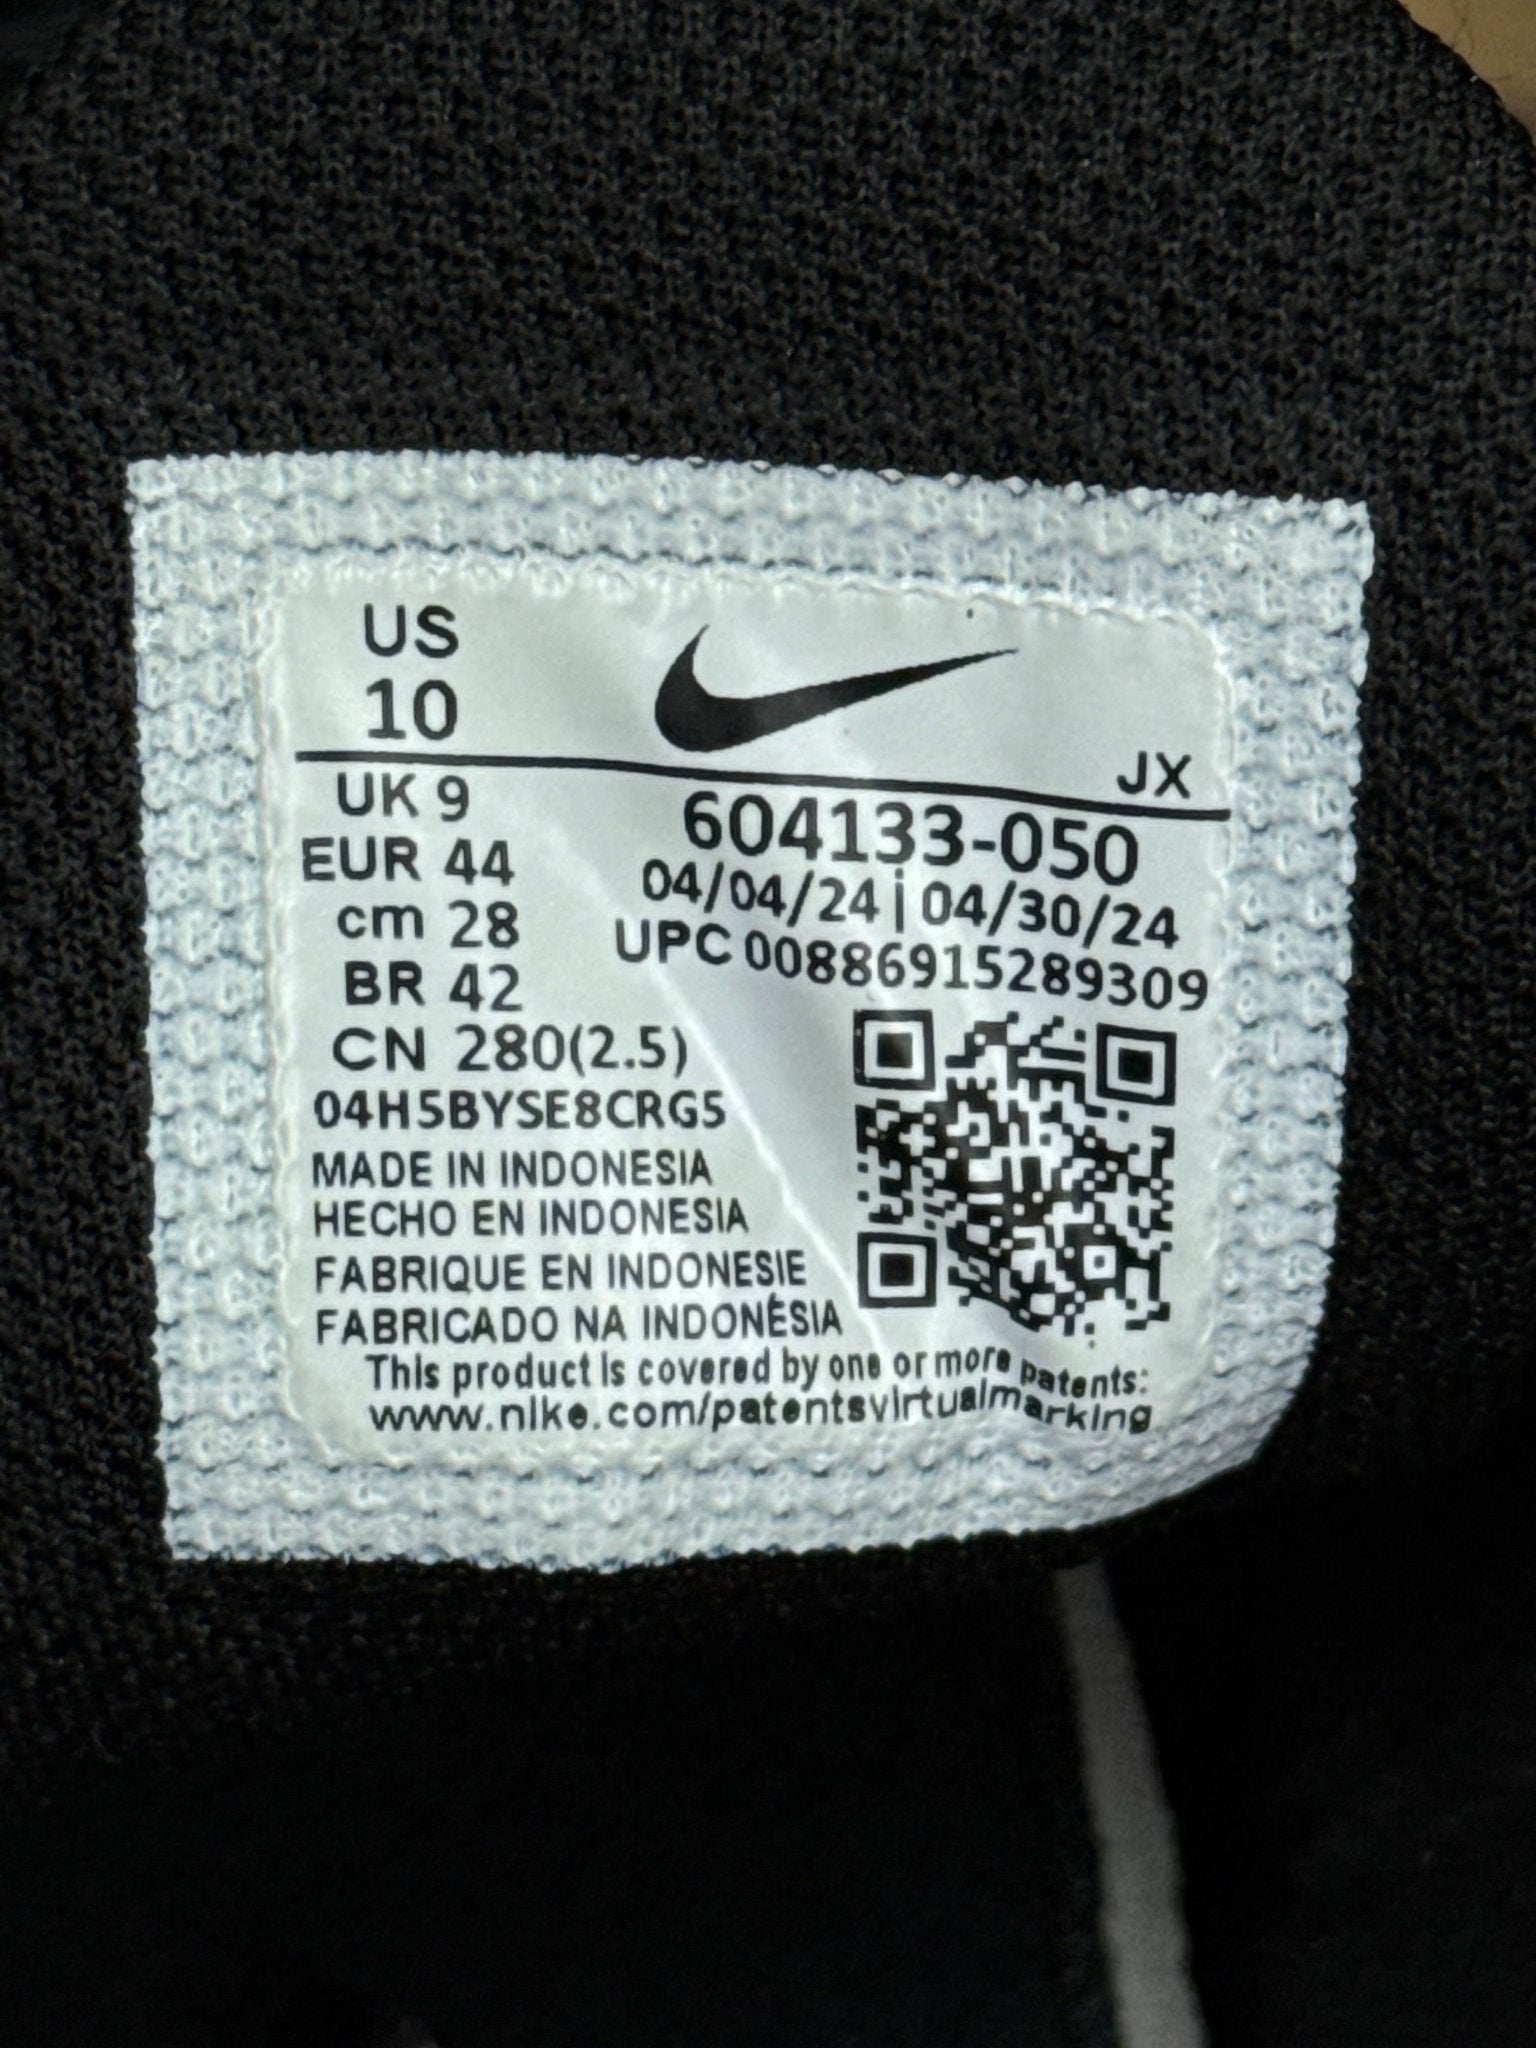 US
10
JX
UK 9
EUR 44
cm 28
BR 42
CN 280(2.5)
604133-050
04/04/24 | 04/30/24
UPC 00886915289309
04H5BYSE8CRG5
MADE IN INDONESIA
HECHO EN INDONESIA
FABRIQUE EN INDONESIE
FABRICADO NA INDONÉSIA
This product is covered by one or more patents:
www.nike.com/patentsvirtualmarking